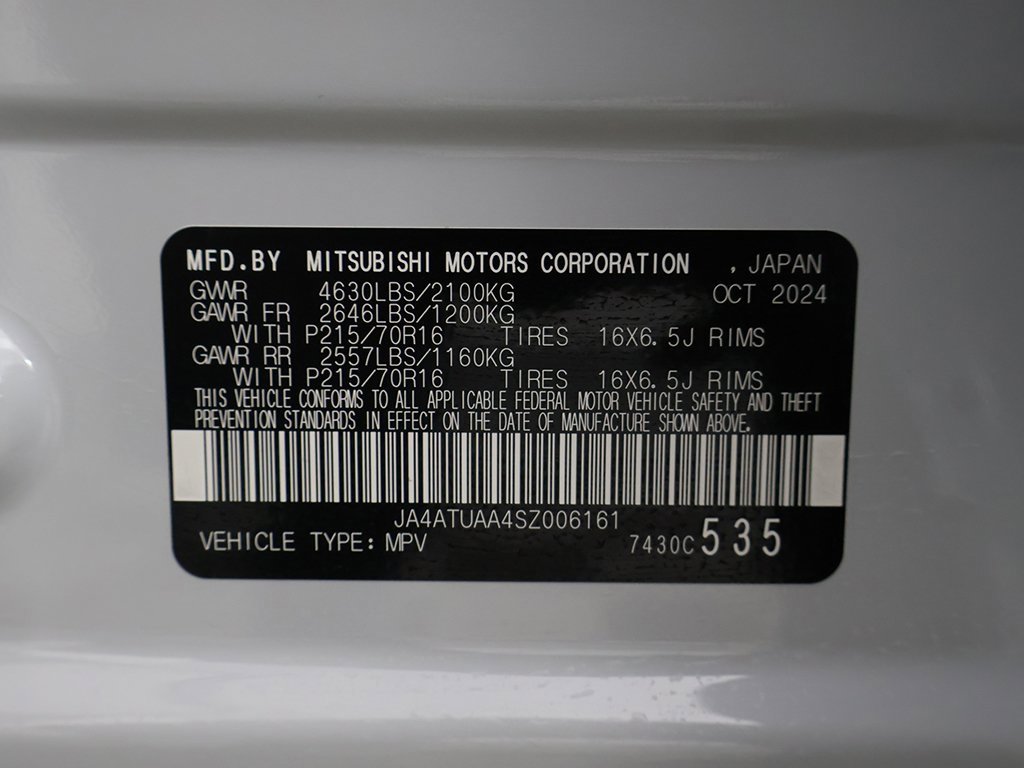 MFD.BY MITSUBISHI MOTORS CORPORATION , JAPAN
GVWR 4630LBS/2100KG OCT 2024
GAWR FR 2646LBS/1200KG
WITH P215/70R16 TIRES 16X6.5J RIMS
GAWR RR 2557LBS/1160KG
WITH P215/70R16 TIRES 16X6.5J RIMS
THIS VEHICLE CONFORMS TO ALL APPLICABLE FEDERAL MOTOR VEHICLE SAFETY AND THEFT
PREVENTION STANDARDS IN EFFECT ON THE DATE OF MANUFACTURE SHOWN ABOVE.
JA4ATUAA4SZ006161
VEHICLE TYPE: MPV 7430C 535